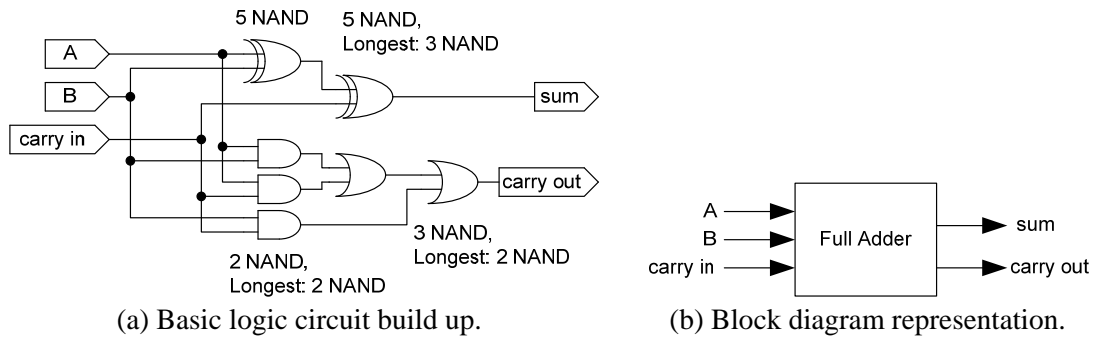 5 NAND
5 NAND,
Longest: 3 NAND
A
B
carry in
sum
carry out
3 NAND,
Longest: 2 NAND
2 NAND,
Longest: 2 NAND
(a) Basic logic circuit build up.
A
B
carry in
Full Adder
sum
carry out
(b) Block diagram representation.